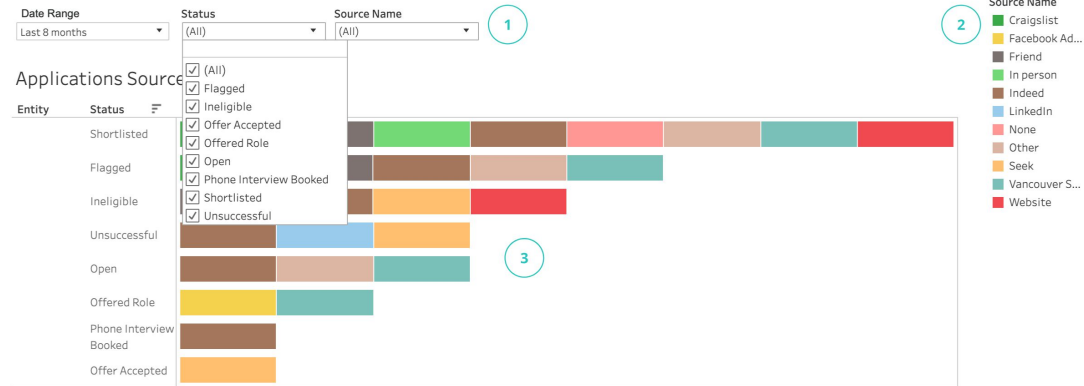 Date Range
Status
Source Name
Last 8 months
(All)
(All)
1
2
Source Name
Craigslist
Facebook Ad...
Friend
In person
Indeed
LinkedIn
None
Other
Seek
Vancouver S...
Website
(All)
Flagged
Ineligible
Offer Accepted
Offered Role
Open
Phone Interview Booked
Shortlisted
Unsuccessful
Applications Source
Entity
Status
Shortlisted
Flagged
Ineligible
Unsuccessful
Open
Offered Role
Phone Interview
Booked
Offer Accepted
3